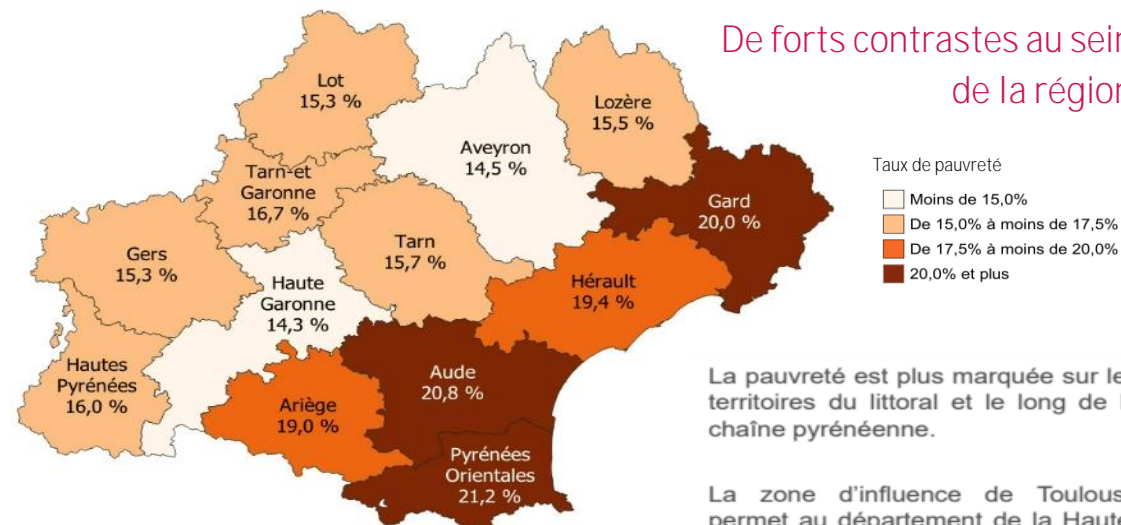 De forts contrastes au sein
de la région
Lot
15,3 %
Lozère
15,5 %
Aveyron
14,5 %
Taux de pauvreté
Moins de 15,0%
De 15,0% à moins de 17,5%
De 17,5% à moins de 20,0%
20,0% et plus
Tarn-et
Garonne
16,7 %
Gard
20,0 %
Tarn
15,7 %
Gers
15,3 %
Haute
Garonne
14,3 %
Hérault
19,4 %
Hautes
Pyrénées
16,0 %
Aude
20,8 %
Ariège
19,0 %
Pyrénées
Orientales
21,2 %
La pauvreté est plus marquée sur le
territoires du littoral et le long de l
chaîne pyrénéenne.
La zone d'influence de Toulous
permet au département de la Haute